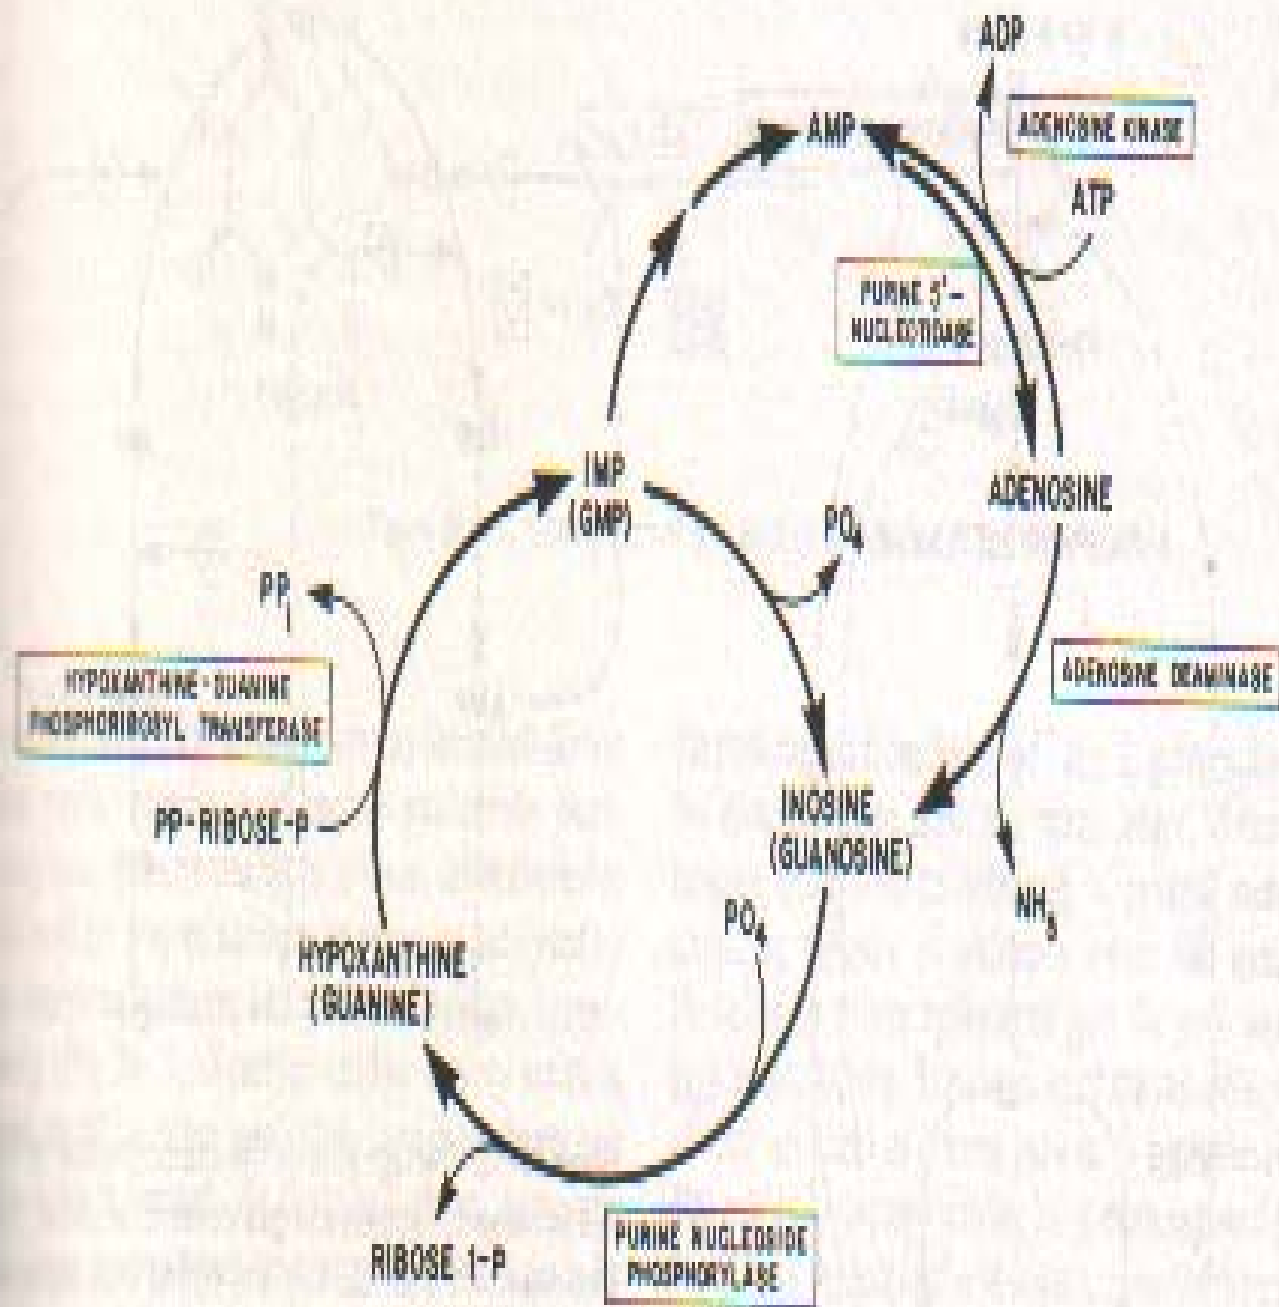 ADP
AMP
ADENOSINE KINASE
ATP
PURINE 5'-
NUCLEOTIDASE
IMP
(GMP)
ADENOSINE
PO4
PPi
HYPOXANTHINE-GUANINE
PHOSPHORIBOSYL TRANSFERASE
ADENOSINE DEAMINASE
PP-RIBOSE-P
INOSINE
(GUANOSINE)
PO4
NH3
HYPOXANTHINE
(GUANINE)
RIBOSE 1-P
PURINE NUCLEOSIDE
PHOSPHORYLASE